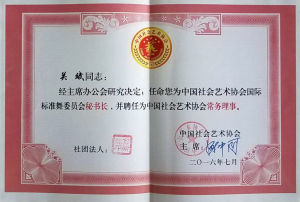 吴 斌同志：
经主席办公会研究决定，任命您为中国社会艺术协会国际
标准舞委员会秘书长，并聘任为中国社会艺术协会常务理事。
中国社会艺术协会
社团法人：
主 席：
二〇一六年七月